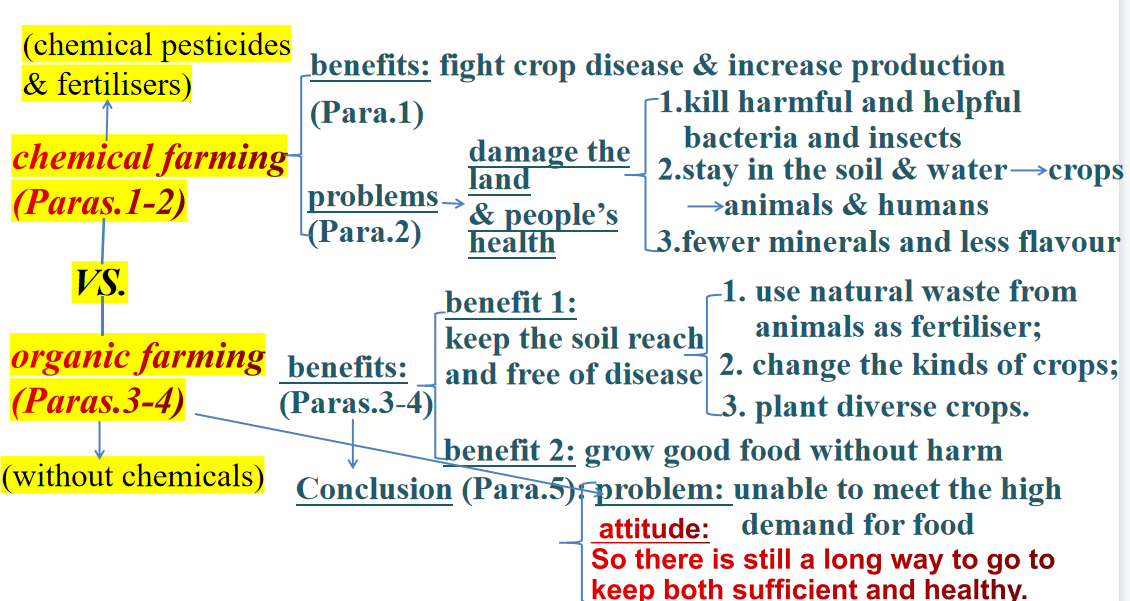 (chemical pesticides
& fertilisers)
chemical farming
(Paras.1-2)
benefits: fight crop disease & increase production
(Para.1)
problems
(Para.2)
damage the
land
& people's
health
1.kill harmful and helpful
bacteria and insects
2.stay in the soil & water crops
animals & humans
3.fewer minerals and less flavour
VS.
organic farming
(Paras.3-4)
(without chemicals)
benefits:
(Paras.3-4)
benefit 1:
keep the soil reach
and free of disease
1. use natural waste from
animals as fertiliser;
2. change the kinds of crops;
3. plant diverse crops.
benefit 2: grow good food without harm
Conclusion (Para.5): problem: unable to meet the high
demand for food
attitude:
So there is still a long way to go to
keep both sufficient and healthy.